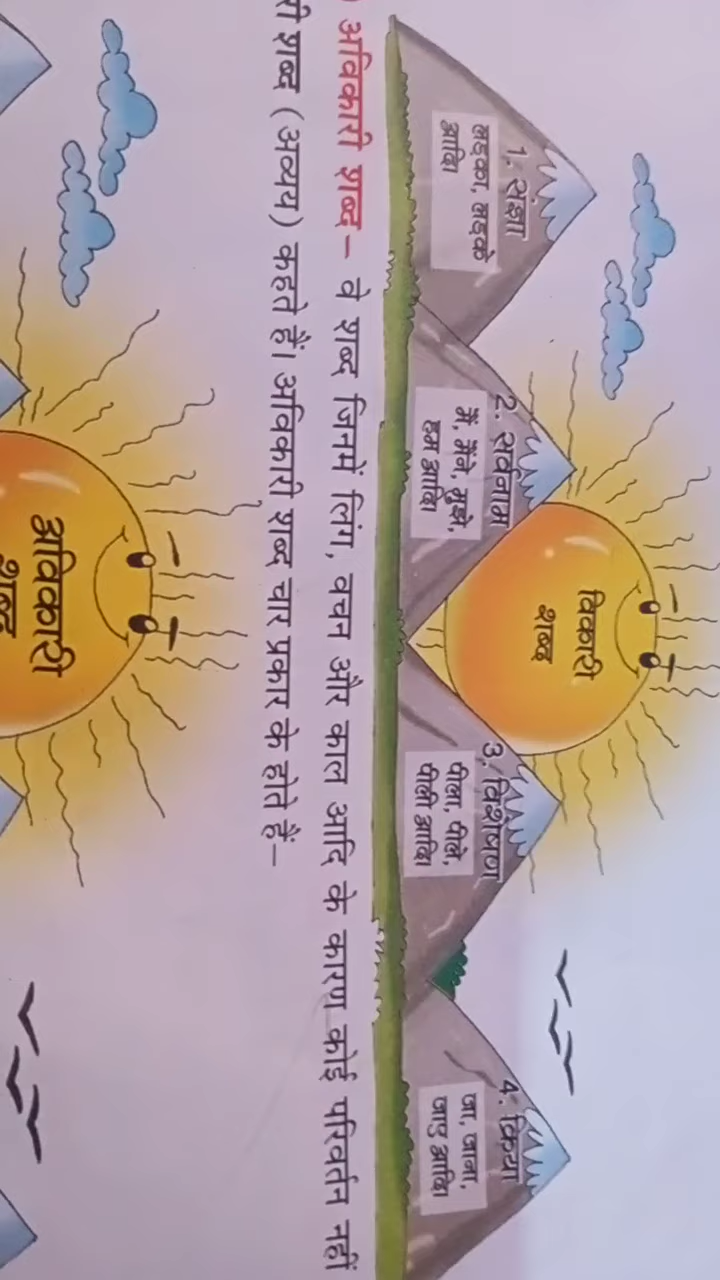 विकारी
शब्द
1. संज्ञा
लड़का, लड़के
आदि।
2. सर्वनाम
मैं, मैंने, मुझे,
हम आदि।
3. विशेषण
पीला, पीले,
पीली आदि।
4. क्रिया
जा, जाना,
जाऊ आदि।
) अविकारी शब्द– वे शब्द जिनमें लिंग, वचन और काल आदि के कारण कोई परिवर्तन नहीं
री शब्द (अव्यय) कहते हैं। अविकारी शब्द चार प्रकार के होते हैं–
अविकारी
शब्द